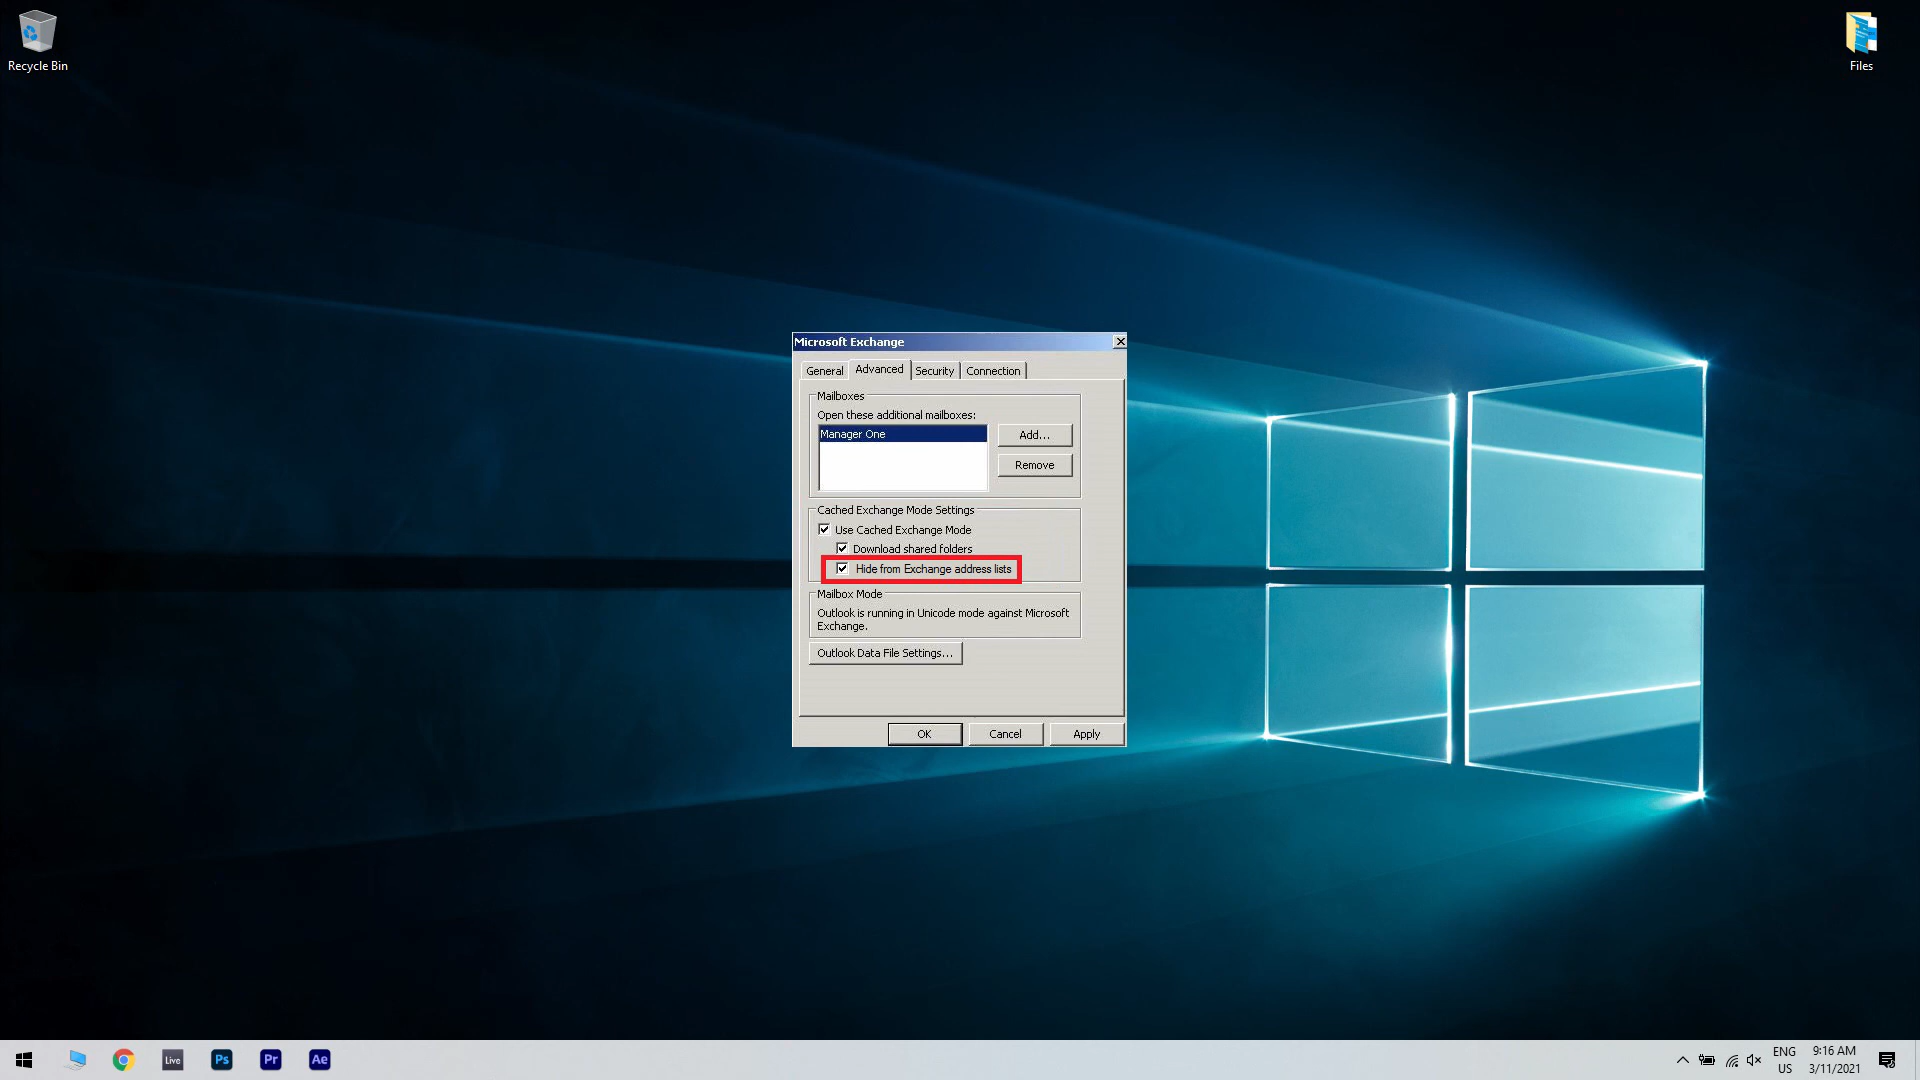 Recycle Bin
Files
Microsoft Exchange
General
Advanced
Security
Connection
Mailboxes
Open these additional mailboxes:
Manager One
Add...
Remove
Cached Exchange Mode Settings
Use Cached Exchange Mode
Download shared folders
Hide from Exchange address lists
Mailbox Mode
Outlook is running in Unicode mode against Microsoft
Exchange.
Outlook Data File Settings...
OK
Cancel
Apply
Live
Ps
Pr
Ae
ENG
US
9:16 AM
3/11/2021